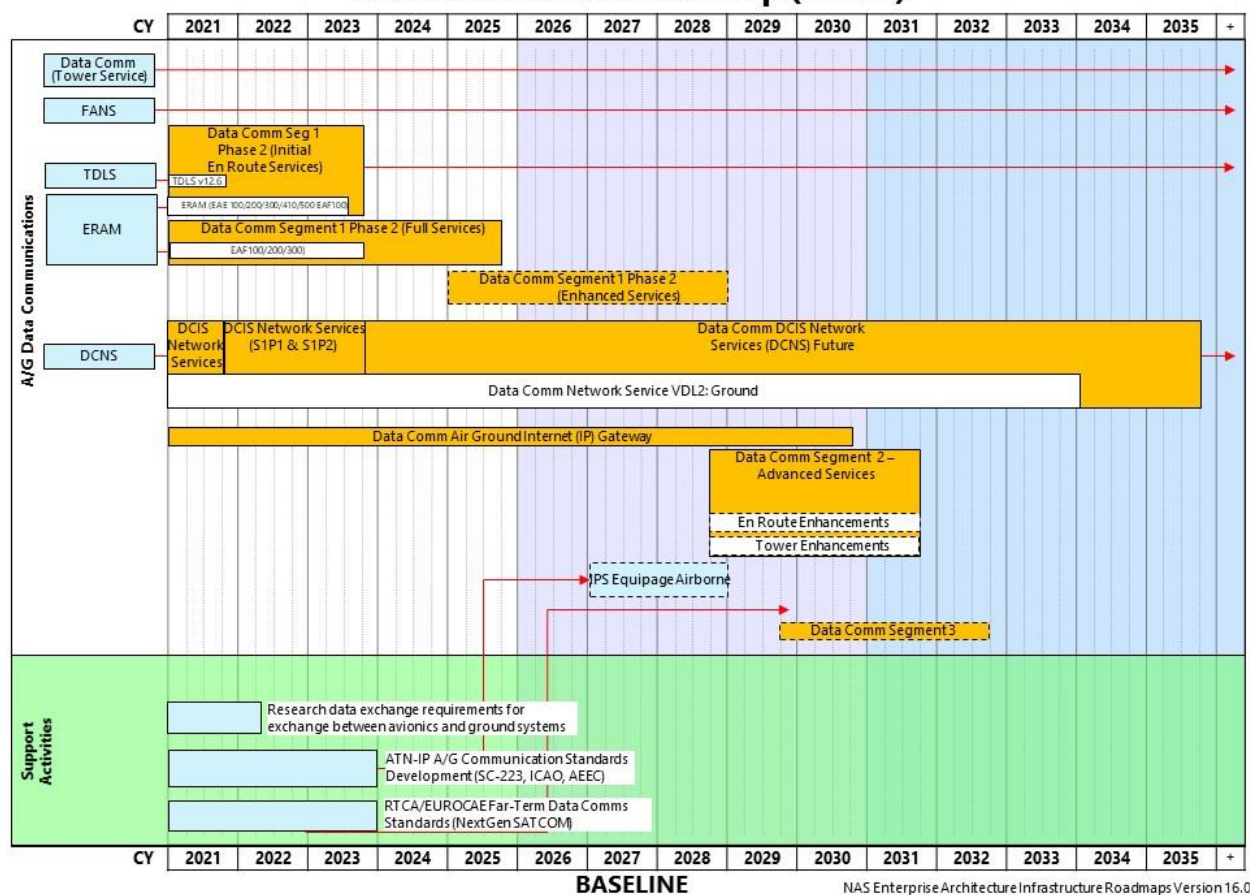 CY 2021 2022 2023 2024 2025 2026 2027 2028 2029 2030 2031 2032 2033 2034 2035 +
A/G Data Communications
Data Comm
(Tower Service)
FANS
Data Comm Seg 1
Phase 2 (Initial
En Route Services)
TDLS
TDLS v12.6
ERAM (EAE 100/200/300/410/500 EAF100)
ERAM
Data Comm Segment 1 Phase 2 (Full Services)
EAF100/200/300)
Data Comm Segment 1 Phase 2
(Enhanced Services)
DCNS
DCIS
Network
Services
DCIS Network Services
(S1P1 & S1P2)
Data Comm DCIS Network
Services (DCNS) Future
Data Comm Network Service VDL2: Ground
Data Comm Air Ground Internet (IP) Gateway
Data Comm Segment 2 –
Advanced Services
En Route Enhancements
Tower Enhancements
IPS Equipage Airborne
Data Comm Segment 3
Support
Activities
Research data exchange requirements for
exchange between avionics and ground systems
ATN-IP A/G Communication Standards
Development (SC-223, ICAO, AEEC)
RTCA/EUROCAE Far-Term Data Comms
Standards (NextGen SATCOM)
CY 2021 2022 2023 2024 2025 2026 2027 2028 2029 2030 2031 2032 2033 2034 2035 +
BASELINE
NAS Enterprise Architecture Infrastructure Roadmaps Version 16.0